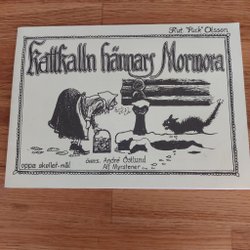 Rut "Puck" Olsson
Kattkalln hännars Mormora
oppa skellet-mål
övers. André Östlund
Alf Myrstener